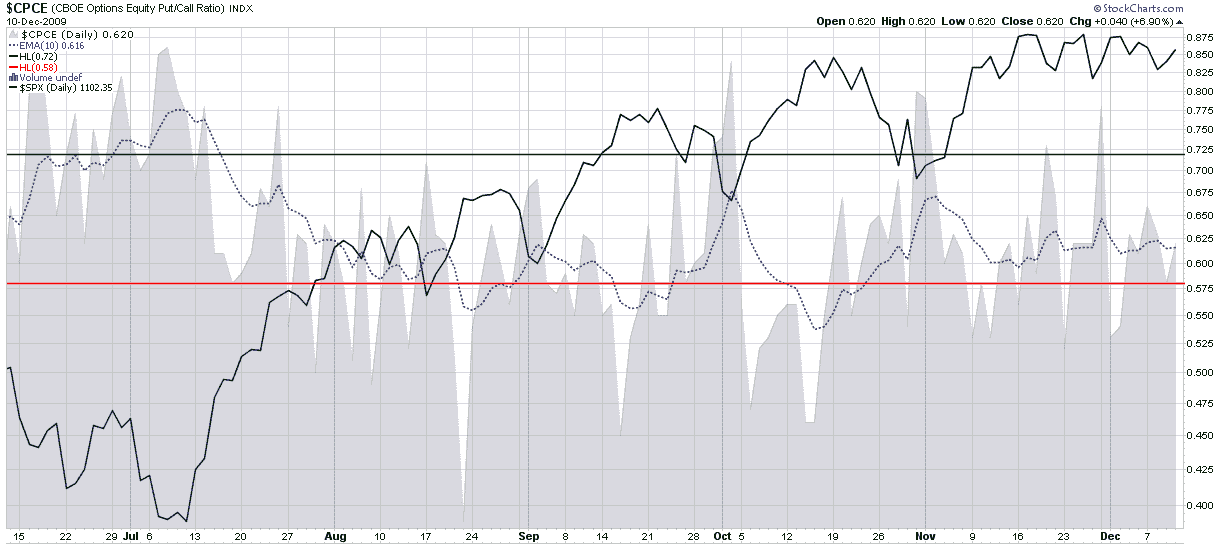 $CPCE (CBOE Options Equity Put/Call Ratio) INDX
© StockCharts.com
10-Dec-2009
Open 0.620 High 0.620 Low 0.620 Close 0.620 Chg +0.040 (+6.90%)
$CPCE (Daily) 0.620
EMA(10) 0.616
HL(0.72)
HL(0.58)
Volume undef
$SPX (Daily) 1102.35
0.875
0.850
0.825
0.800
0.775
0.750
0.725
0.700
0.675
0.650
0.625
0.600
0.575
0.550
0.525
0.500
0.475
0.450
0.425
0.400
15 22 29 Jul 6 13 20 27 Aug 10 17 24 Sep 8 14 21 28 Oct 5 12 19 26 Nov 9 16 23 Dec 7